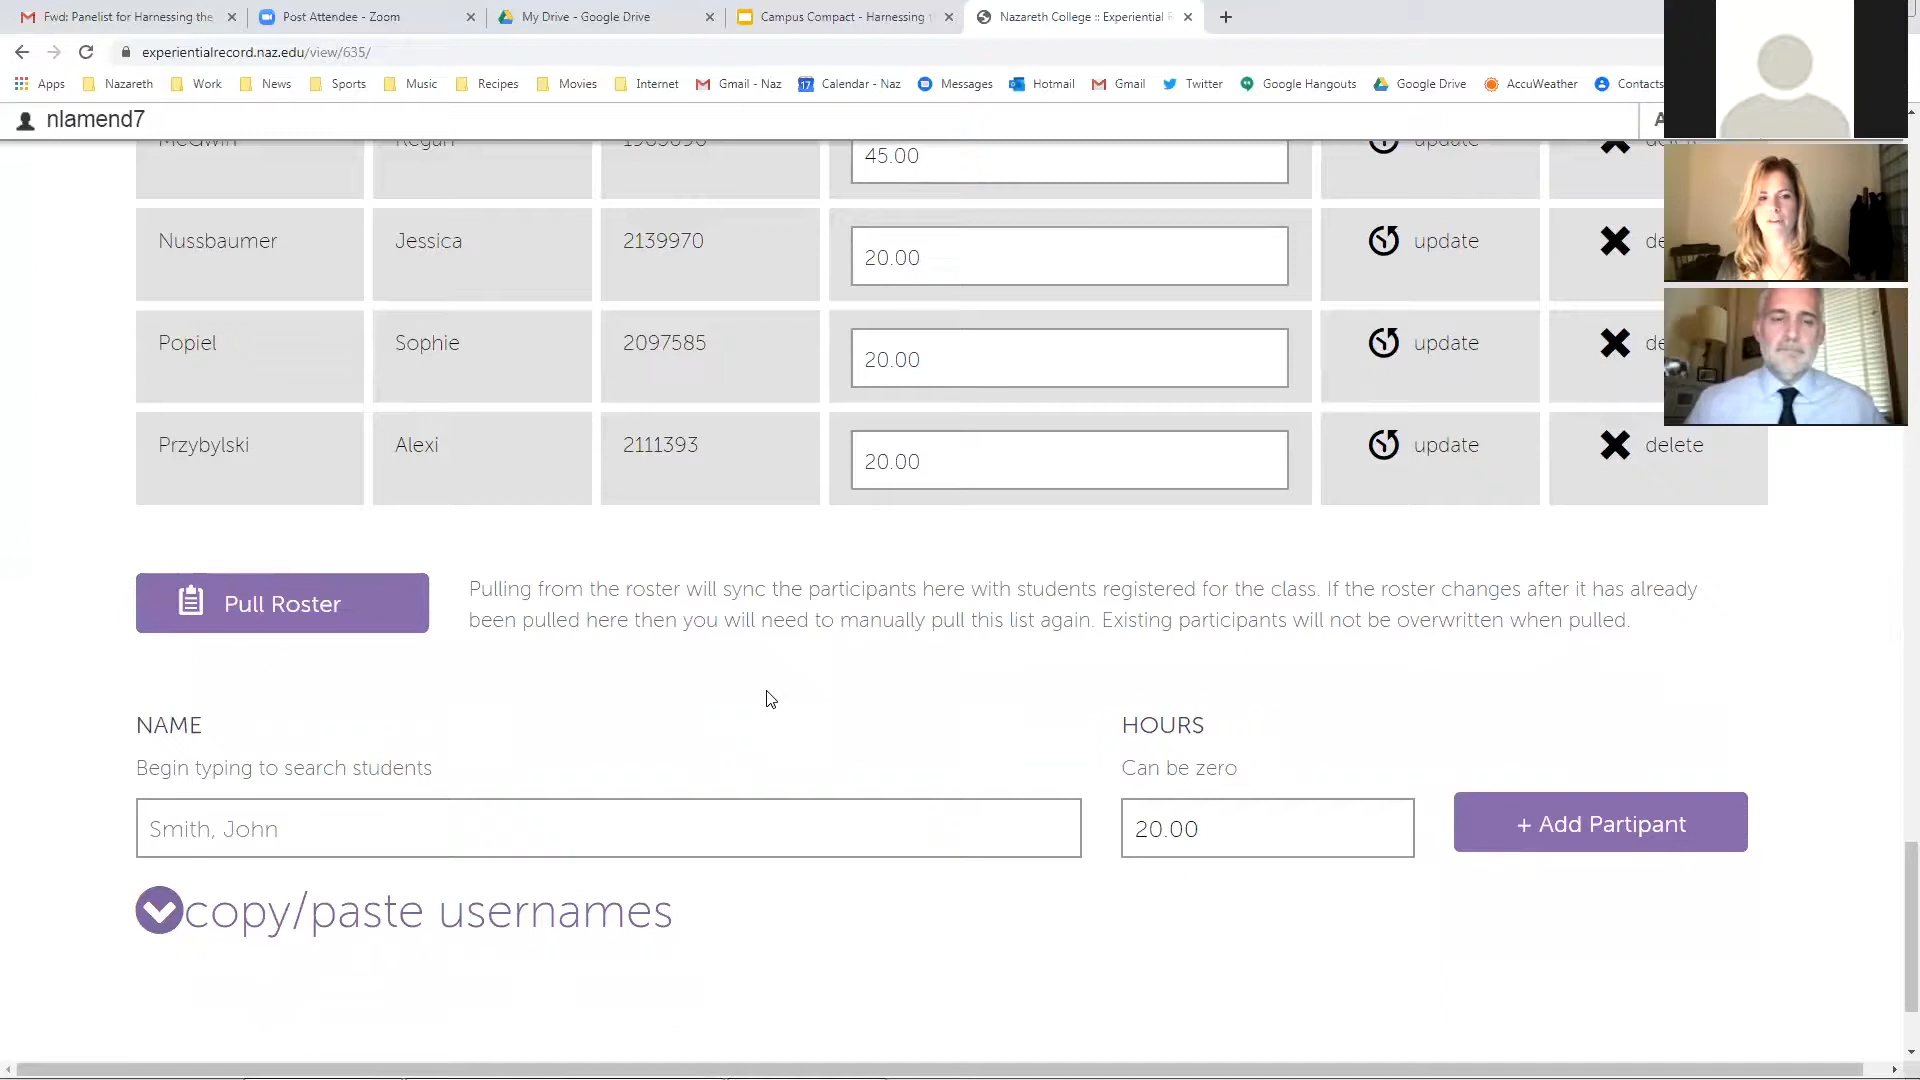 Fwd: Panelist for Harnessing the
Post Attendee - Zoom
My Drive - Google Drive
Campus Compact - Harnessing
Nazareth College :: Experiential
experientialrecord.naz.edu/view/635/
Apps Nazareth Work News Sports Music Recipes Movies Internet Gmail - Naz Calendar - Naz Messages Hotmail Gmail Twitter Google Hangouts Google Drive AccuWeather Contacts
nlamend7
45.00 update
Nussbaumer Jessica 2139970 20.00 update
Popiel Sophie 2097585 20.00 update
Przybylski Alexi 2111393 20.00 update delete
Pull Roster
Pulling from the roster will sync the participants here with students registered for the class. If the roster changes after it has already
been pulled here then you will need to manually pull this list again. Existing participants will not be overwritten when pulled.
NAME HOURS
Begin typing to search students Can be zero
Smith, John 20.00 + Add Partipant
copy/paste usernames